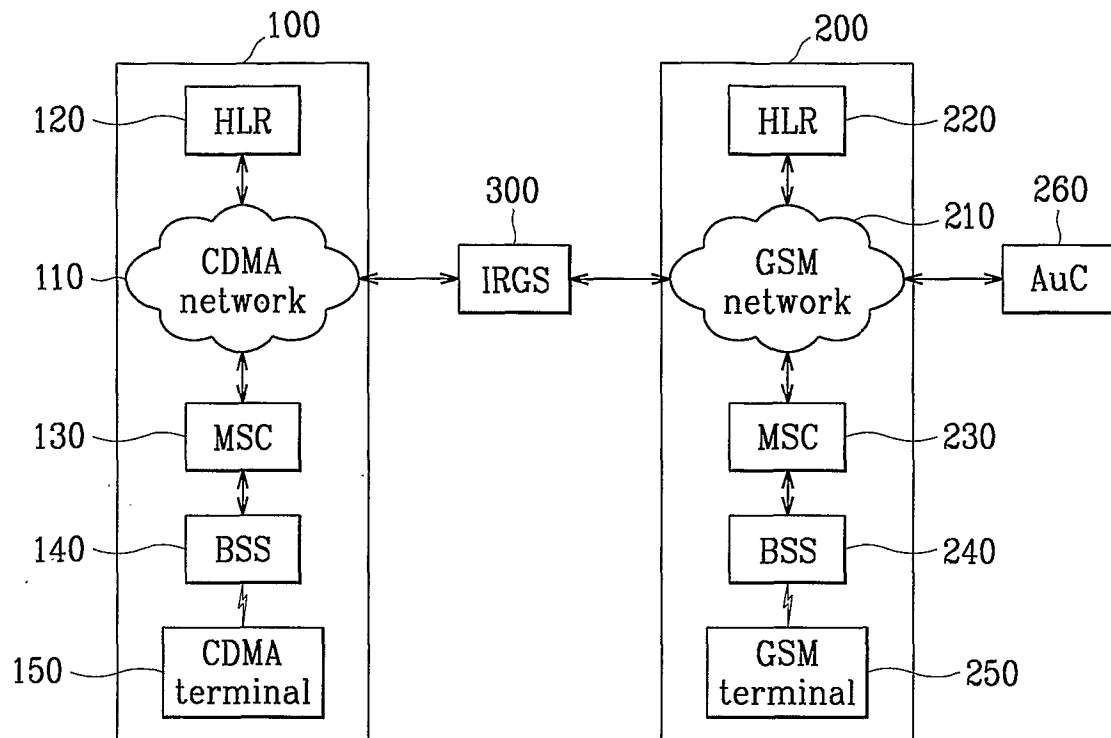 100
200
120
HLR
HLR
220
300
210
260
110
CDMA
network
IRGS
GSM
network
AuC
130
MSC
MSC
230
140
BSS
BSS
240
150
CDMA
terminal
GSM
terminal
250